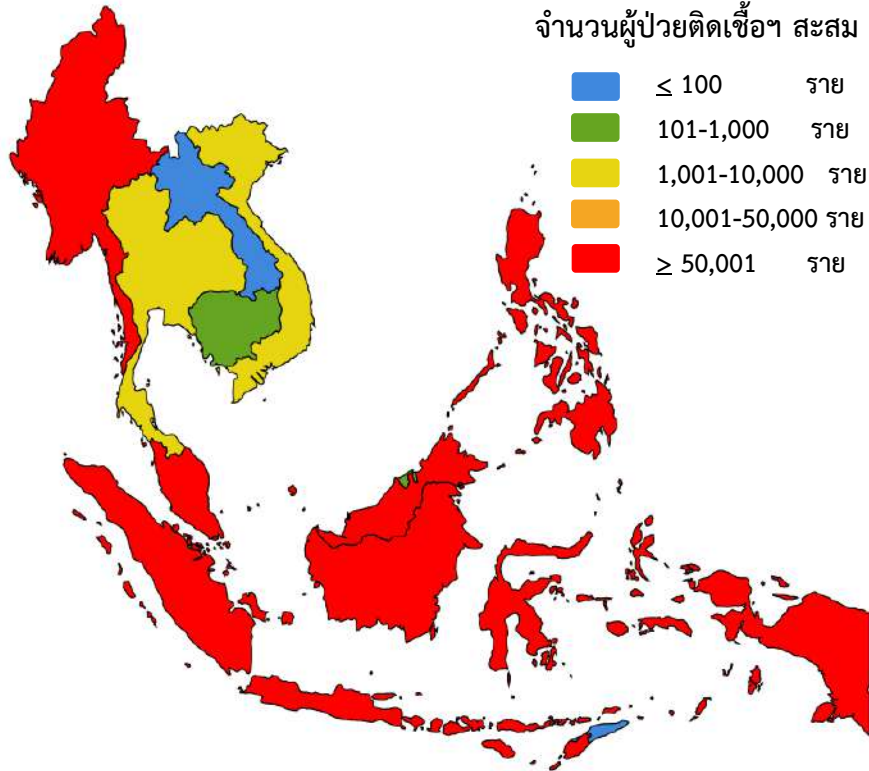 จำนวนผู้ป่วยติดเชื้อฯ สะสม
≤ 100 ราย
101-1,000 ราย
1,001-10,000 ราย
10,001-50,000 ราย
≥ 50,001 ราย